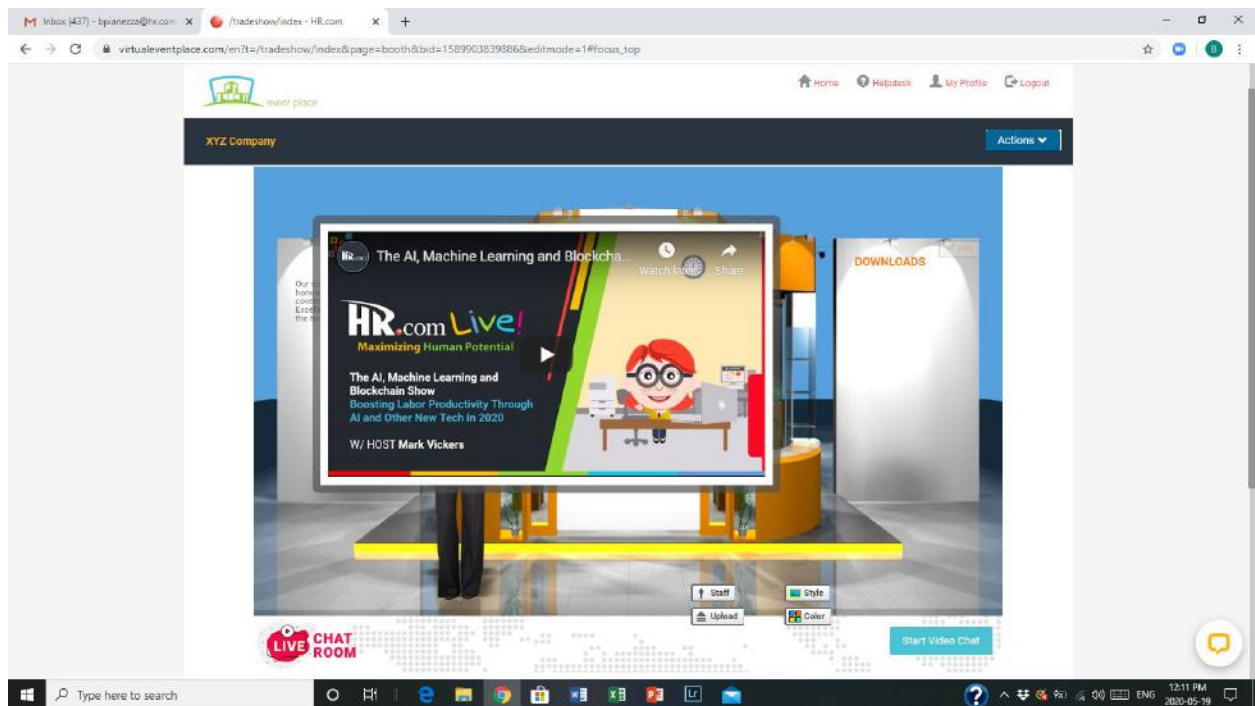 Inbox (437) - bpianezza@hr.com
/tradeshow/index - HR.com
virtualeventplace.com/en?t=/tradeshow/index&page=booth&bid=1589903839886&editmode=1#focus_top
B
event place
Home
Helpdesk
My Profile
Logout
XYZ Company
Actions
HR.com
The AI, Machine Learning and Blockcha...
Watch later
Share
DOWNLOADS
Our
HR.com Live!
Maximizing Human Potential
The AI, Machine Learning and
Blockchain Show
Boosting Labor Productivity Through
AI and Other New Tech in 2020
W/ HOST Mark Vickers
Staff
Style
Upload
Color
LIVE
CHAT
ROOM
Start Video Chat
Type here to search
Lr
ENG
12:11 PM
2020-05-19